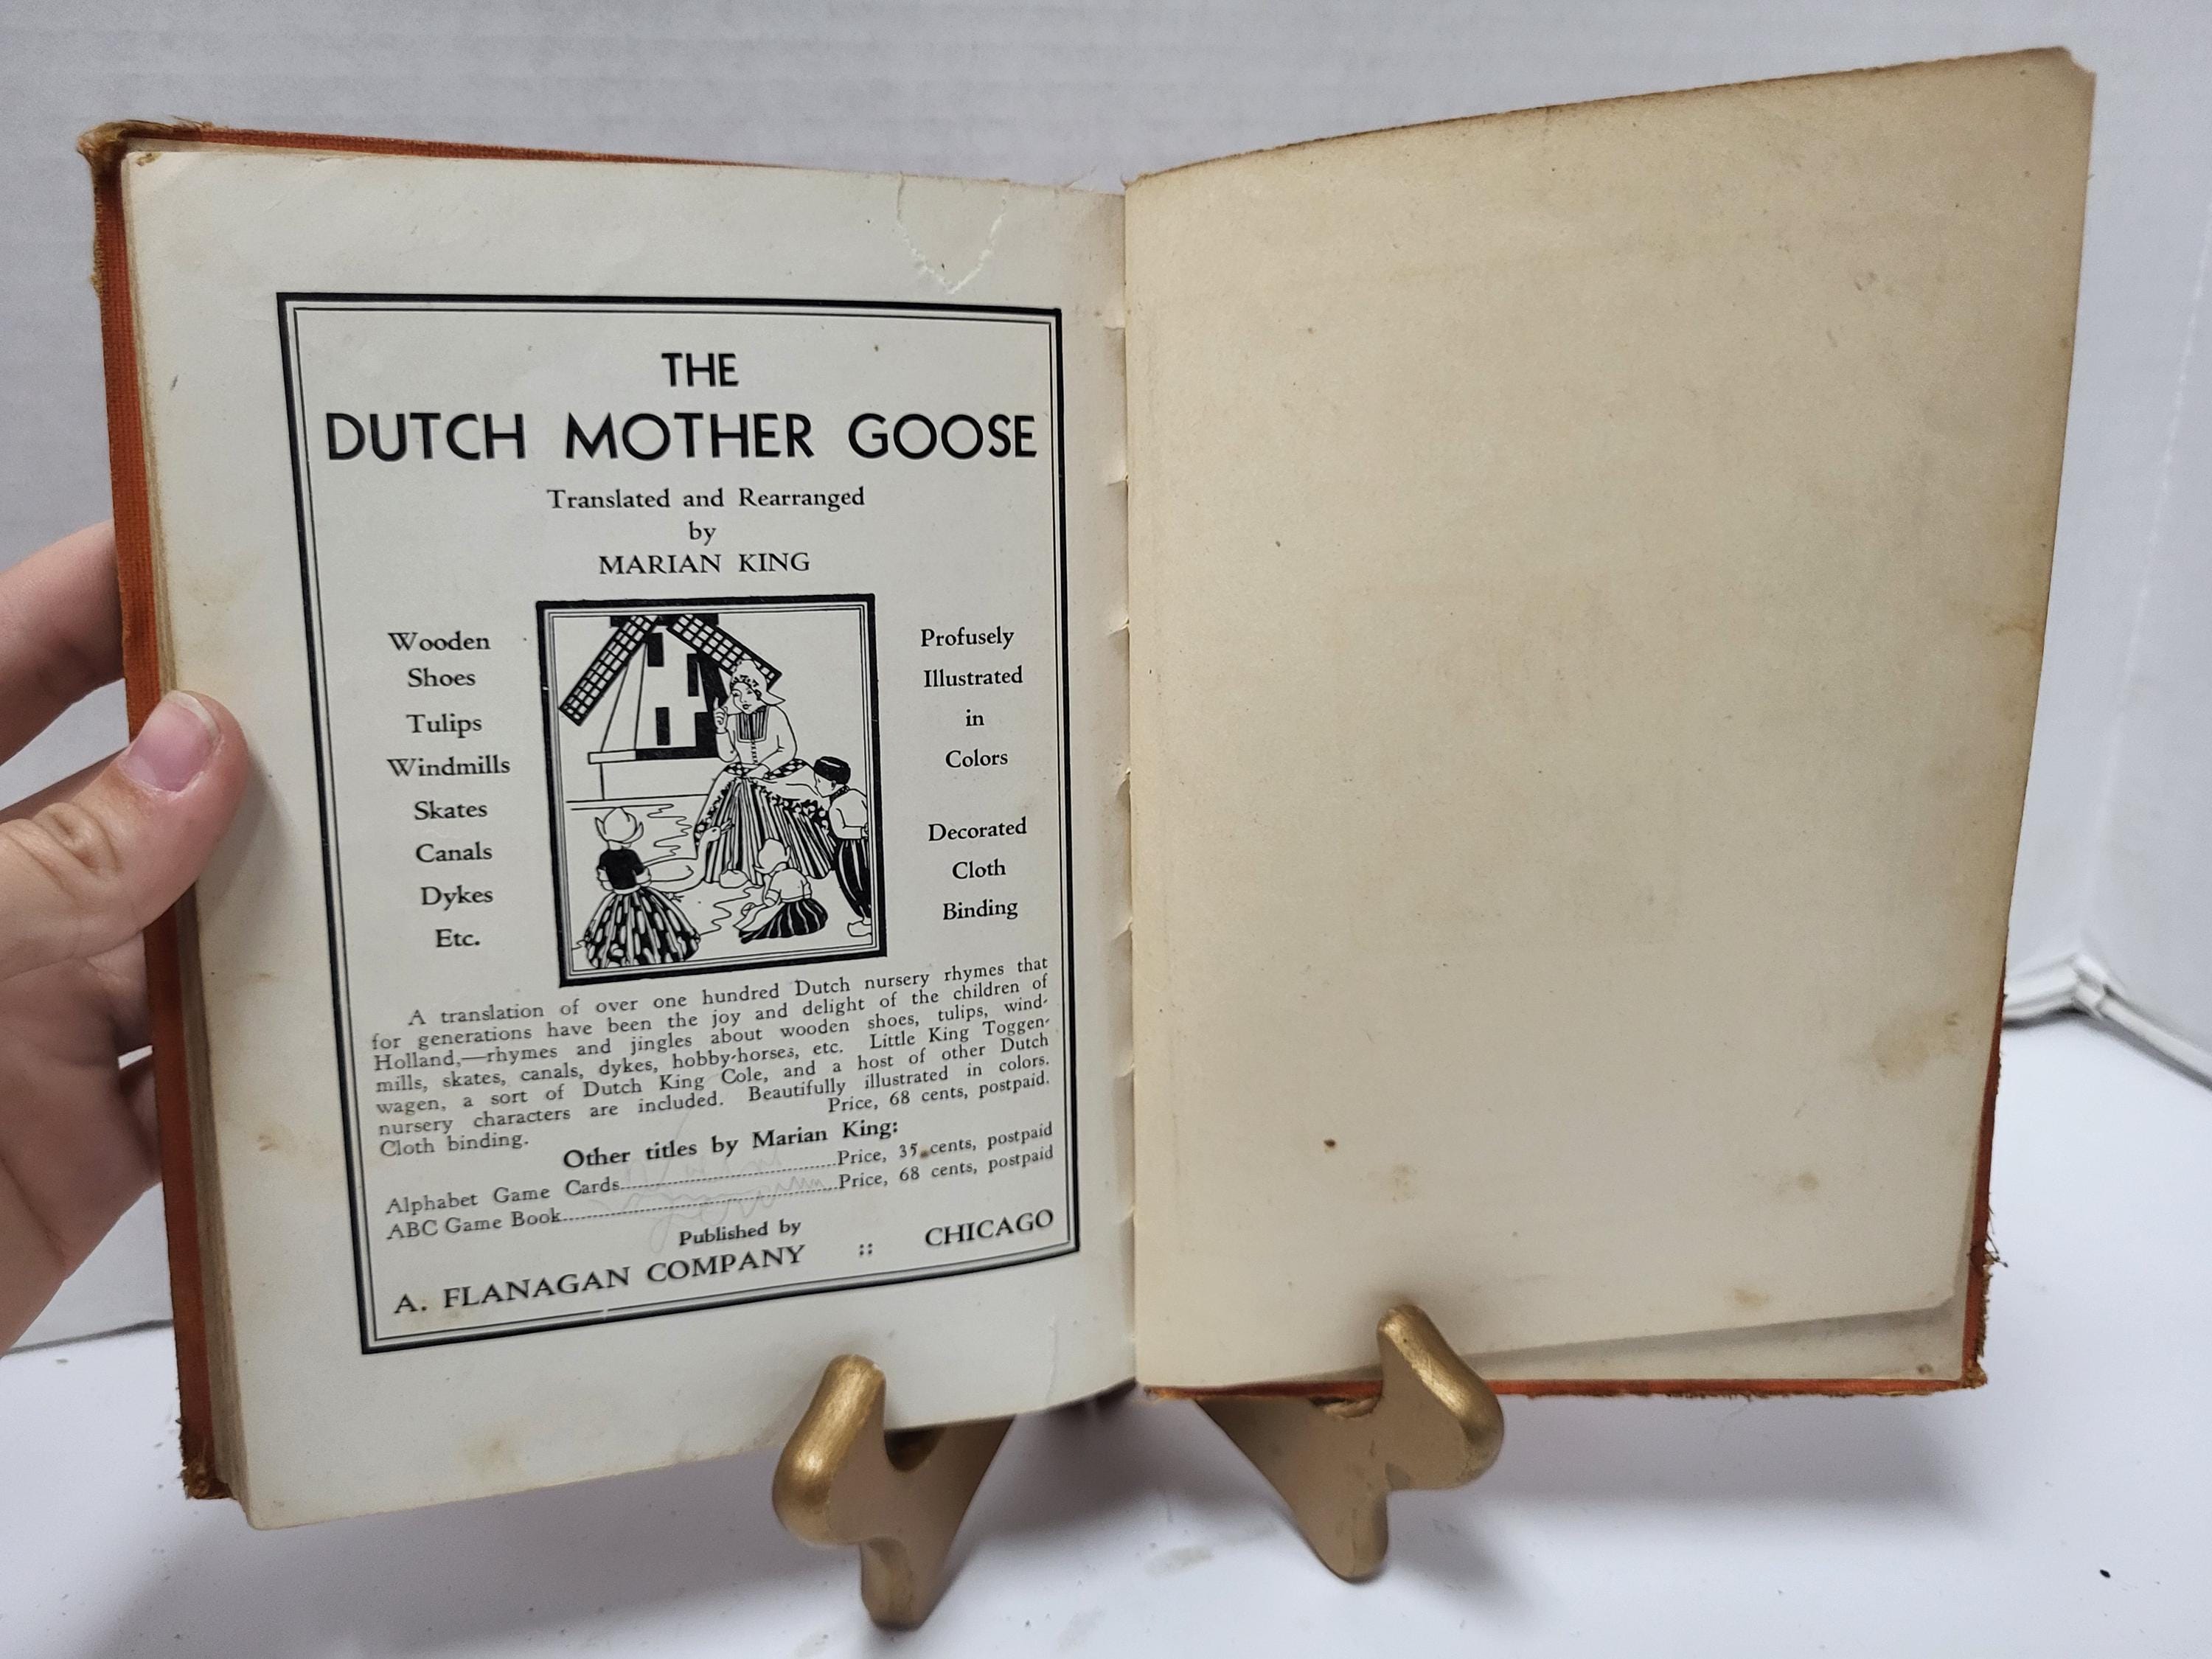 THE
DUTCH MOTHER GOOSE
Translated and Rearranged
by
MARIAN KING
Wooden
Shoes
Tulips
Windmills
Skates
Canals
Dykes
Etc.
Profusely
Illustrated
in
Colors
Decorated
Cloth
Binding
A translation of over one hundred Dutch nursery rhymes that
for generations have been the joy and delight of the children of
Holland,—rhymes and jingles about wooden shoes, tulips, wind-
mills, skates, canals, dykes, hobby-horses, etc. Little King Toggen-
wagen, a sort of Dutch King Cole, and a host of other Dutch
nursery characters are included. Beautifully illustrated in colors.
Cloth binding. Price, 68 cents, postpaid.
Other titles by Marian King:
Alphabet Game Cards....................Price, 35 cents, postpaid
ABC Game Book....................Price, 68 cents, postpaid
Published by
A. FLANAGAN COMPANY :: CHICAGO